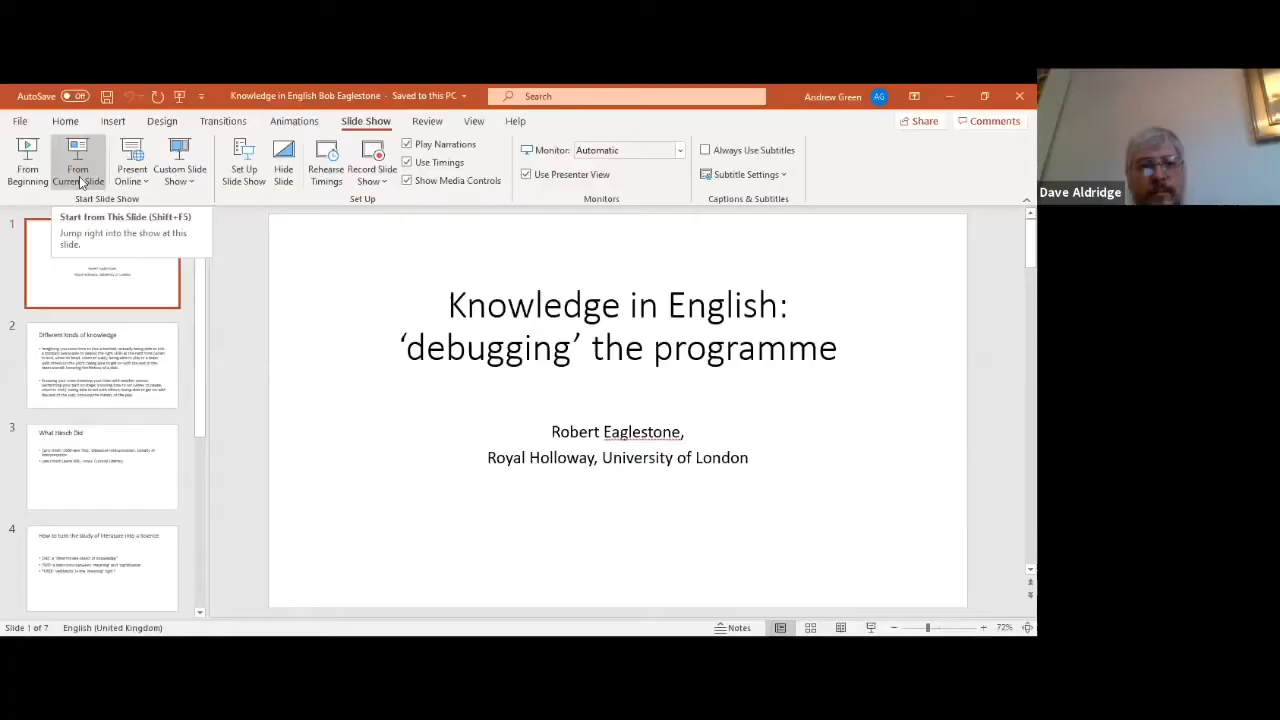 AutoSave Off
Knowledge in English Bob Eaglestone - Saved to this PC
Search
Andrew Green AG
File Home Insert Design Transitions Animations Slide Show Review View Help
Share Comments
From Beginning
From Current Slide
Present Online
Custom Slide Show
Start Slide Show
Set Up Slide Show
Hide Slide
Rehearse Timings
Record Slide Show
Play Narrations
Use Timings
Show Media Controls
Set Up
Monitor: Automatic
Use Presenter View
Monitors
Always Use Subtitles
Subtitle Settings
Captions & Subtitles
Start from This Slide (Shift+F5)
Jump right into the show at this
slide.
Dave Aldridge
1
2
Different kinds of knowledge
3
What Hirsch Did
4
How to turn the study of literature into a Science
Knowledge in English:
‘debugging’ the programme
Robert Eaglestone,
Royal Holloway, University of London
Slide 1 of 7 English (United Kingdom)
Notes
72%